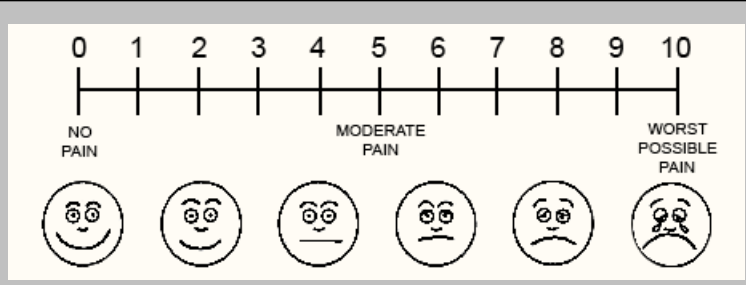 0 1 2 3 4 5 6 7 8 9 10
NO
PAIN
MODERATE
PAIN
WORST
POSSIBLE
PAIN